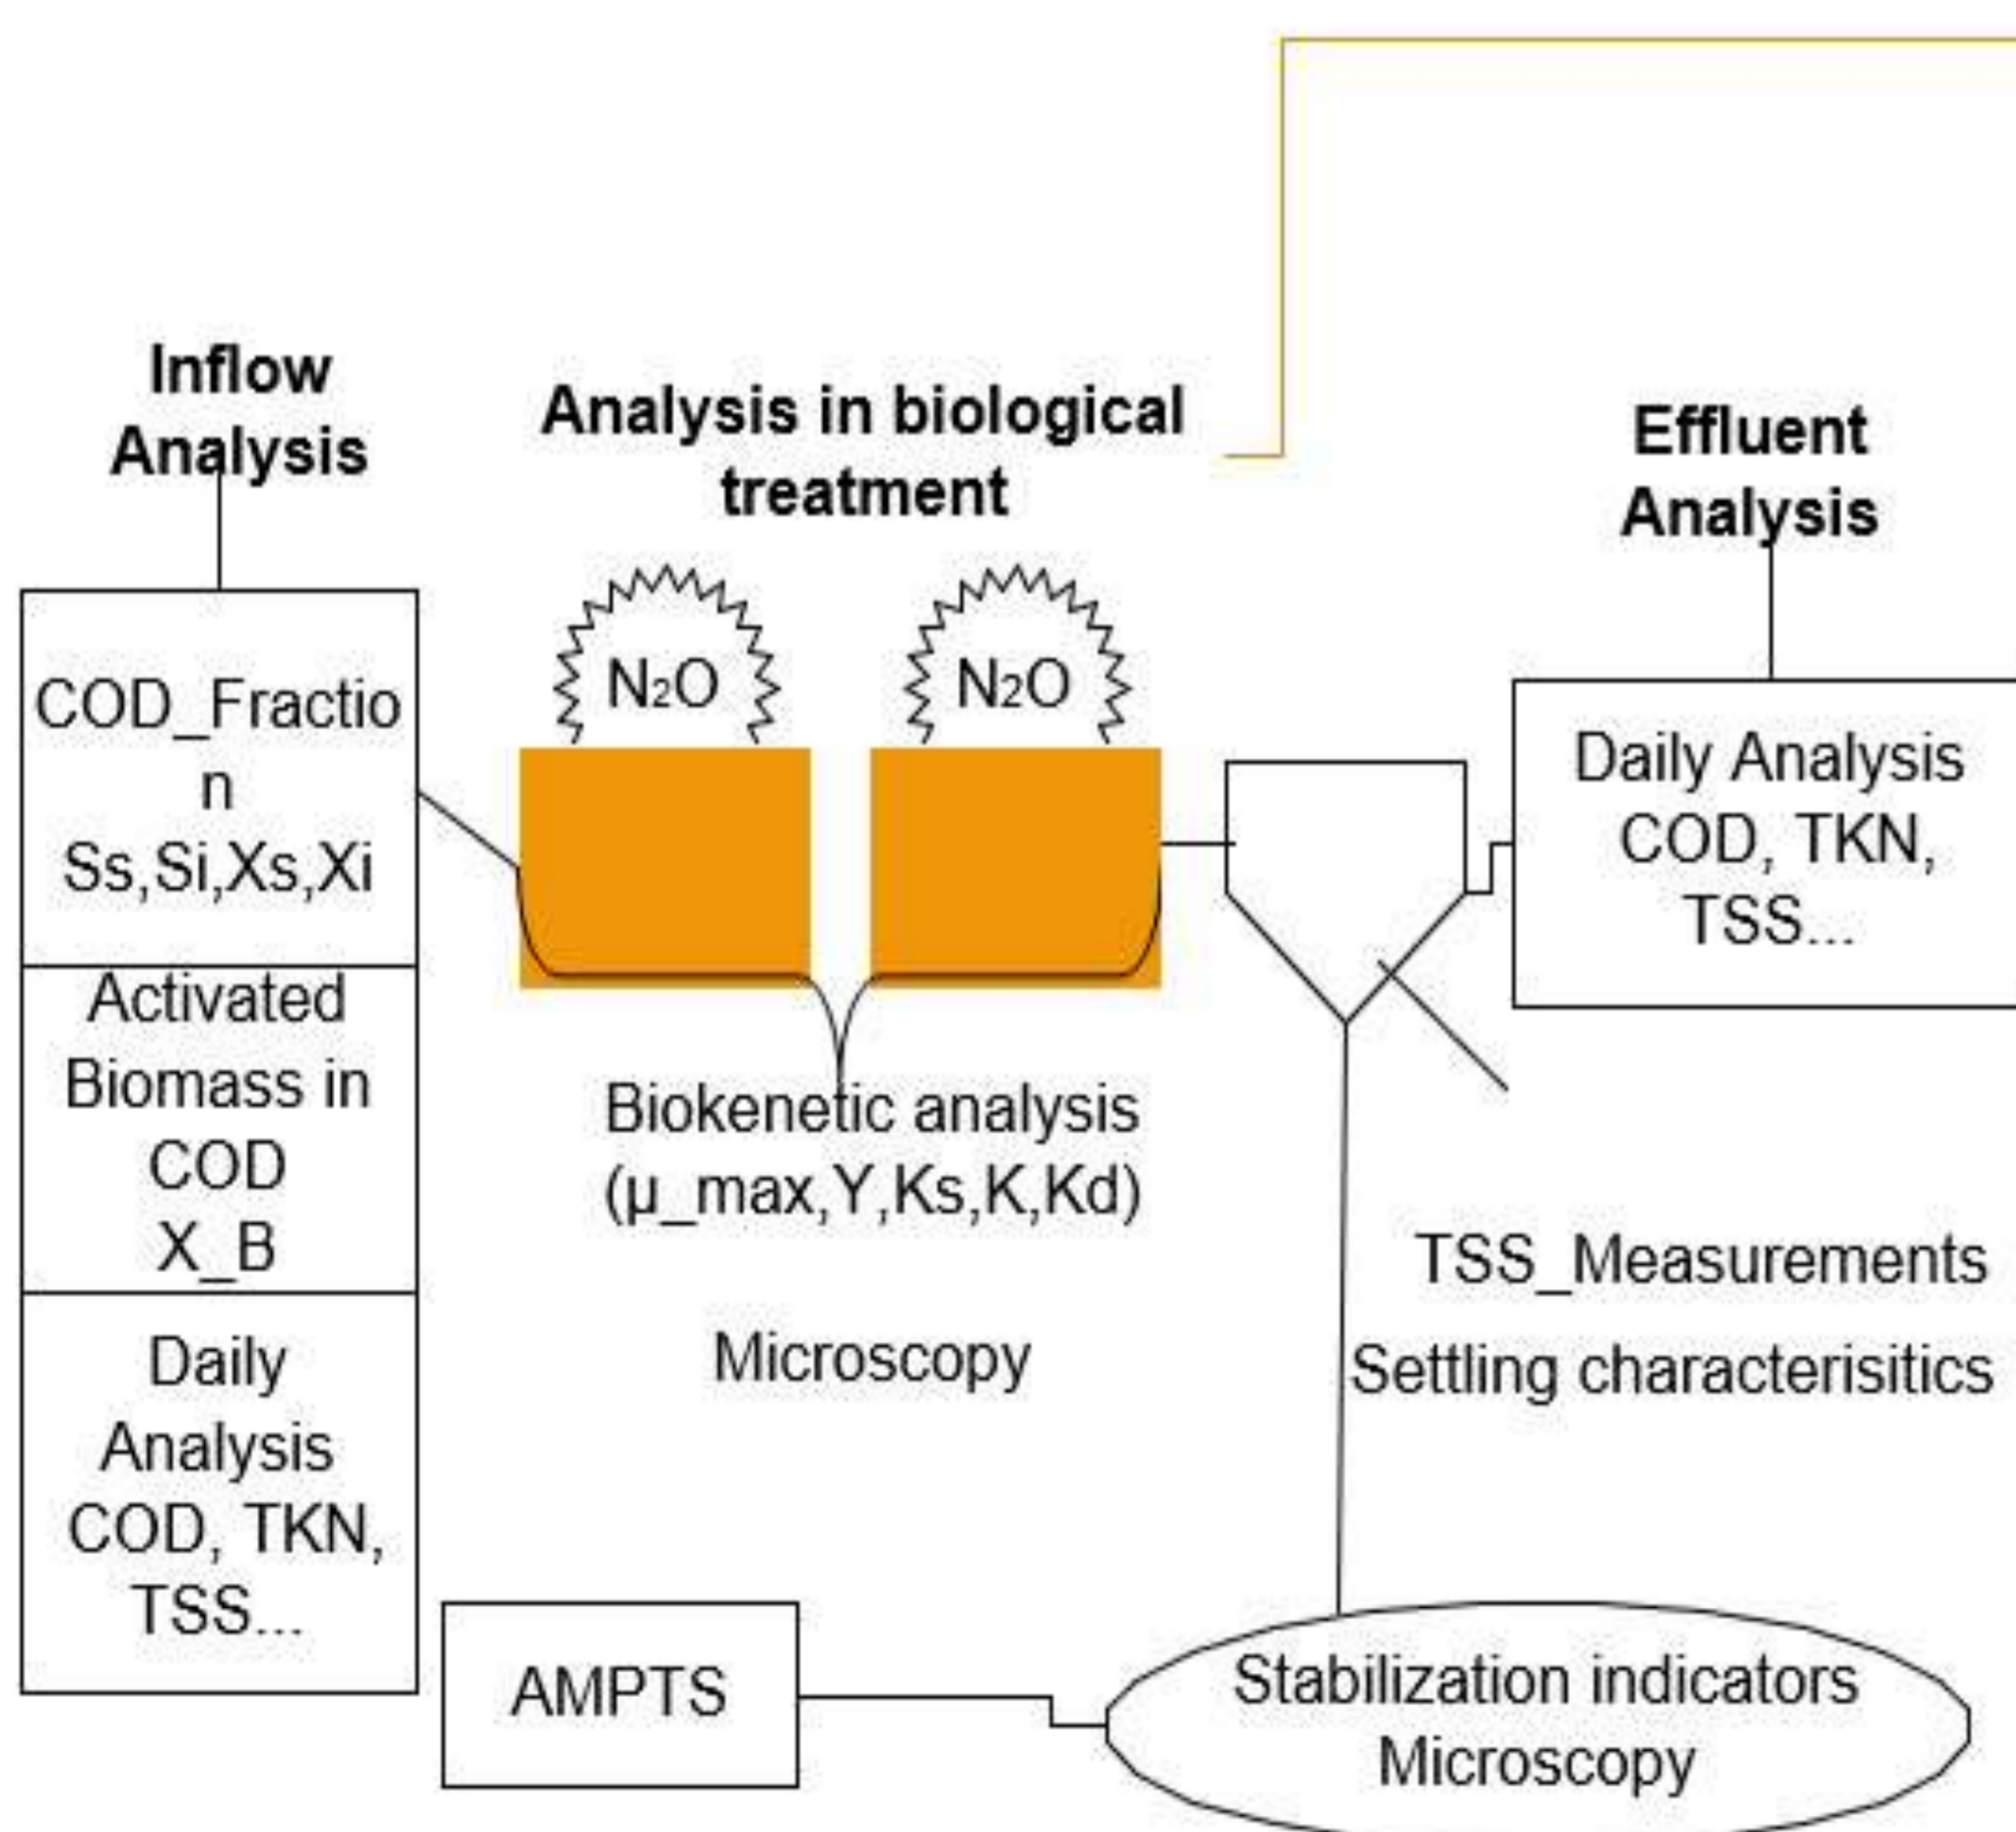 Inflow
Analysis
COD_Fractio
n
Ss,Si,Xs,Xi
Activated
Biomass in
COD
X_B
Daily
Analysis
COD, TKN,
TSS...
Analysis in biological
treatment
N₂O
N₂O
Biokenetic analysis
(µ_max,Y,Ks,K,Kd)
Microscopy
Effluent
Analysis
Daily Analysis
COD, TKN,
TSS...
TSS_Measurements
Settling characterisitics
AMPTS
Stabilization indicators
Microscopy